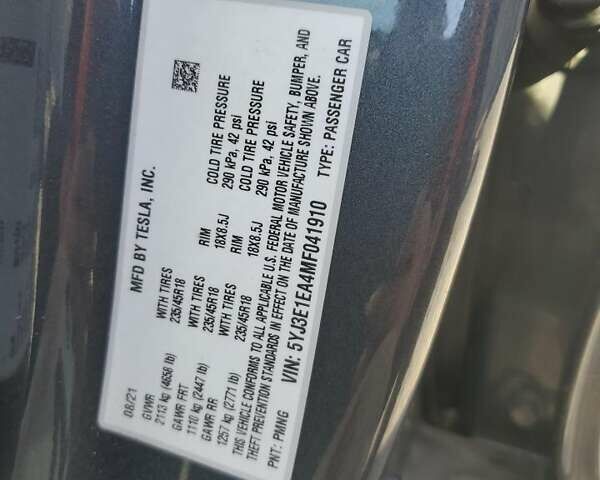 MFD BY TESLA, INC.
08/21
GVWR
2113 kg (4658 lb)
WITH TIRES
235/45R18
RIM
18X8.5J
COLD TIRE PRESSURE
290 kPa, 42 psi
GAWR FRT
1110 kg (2447 lb)
WITH TIRES
235/45R18
RIM
18X8.5J
COLD TIRE PRESSURE
290 kPa, 42 psi
GAWR RR
1257 kg (2771 lb)
WITH TIRES
235/45R18
THIS VEHICLE CONFORMS TO ALL APPLICABLE U.S. FEDERAL MOTOR VEHICLE SAFETY, BUMPER, AND
THEFT PREVENTION STANDARDS IN EFFECT ON THE DATE OF MANUFACTURE SHOWN ABOVE.
VIN: 5YJ3E1EA4MF041910
TYPE: PASSENGER CAR
PNT: PMNG